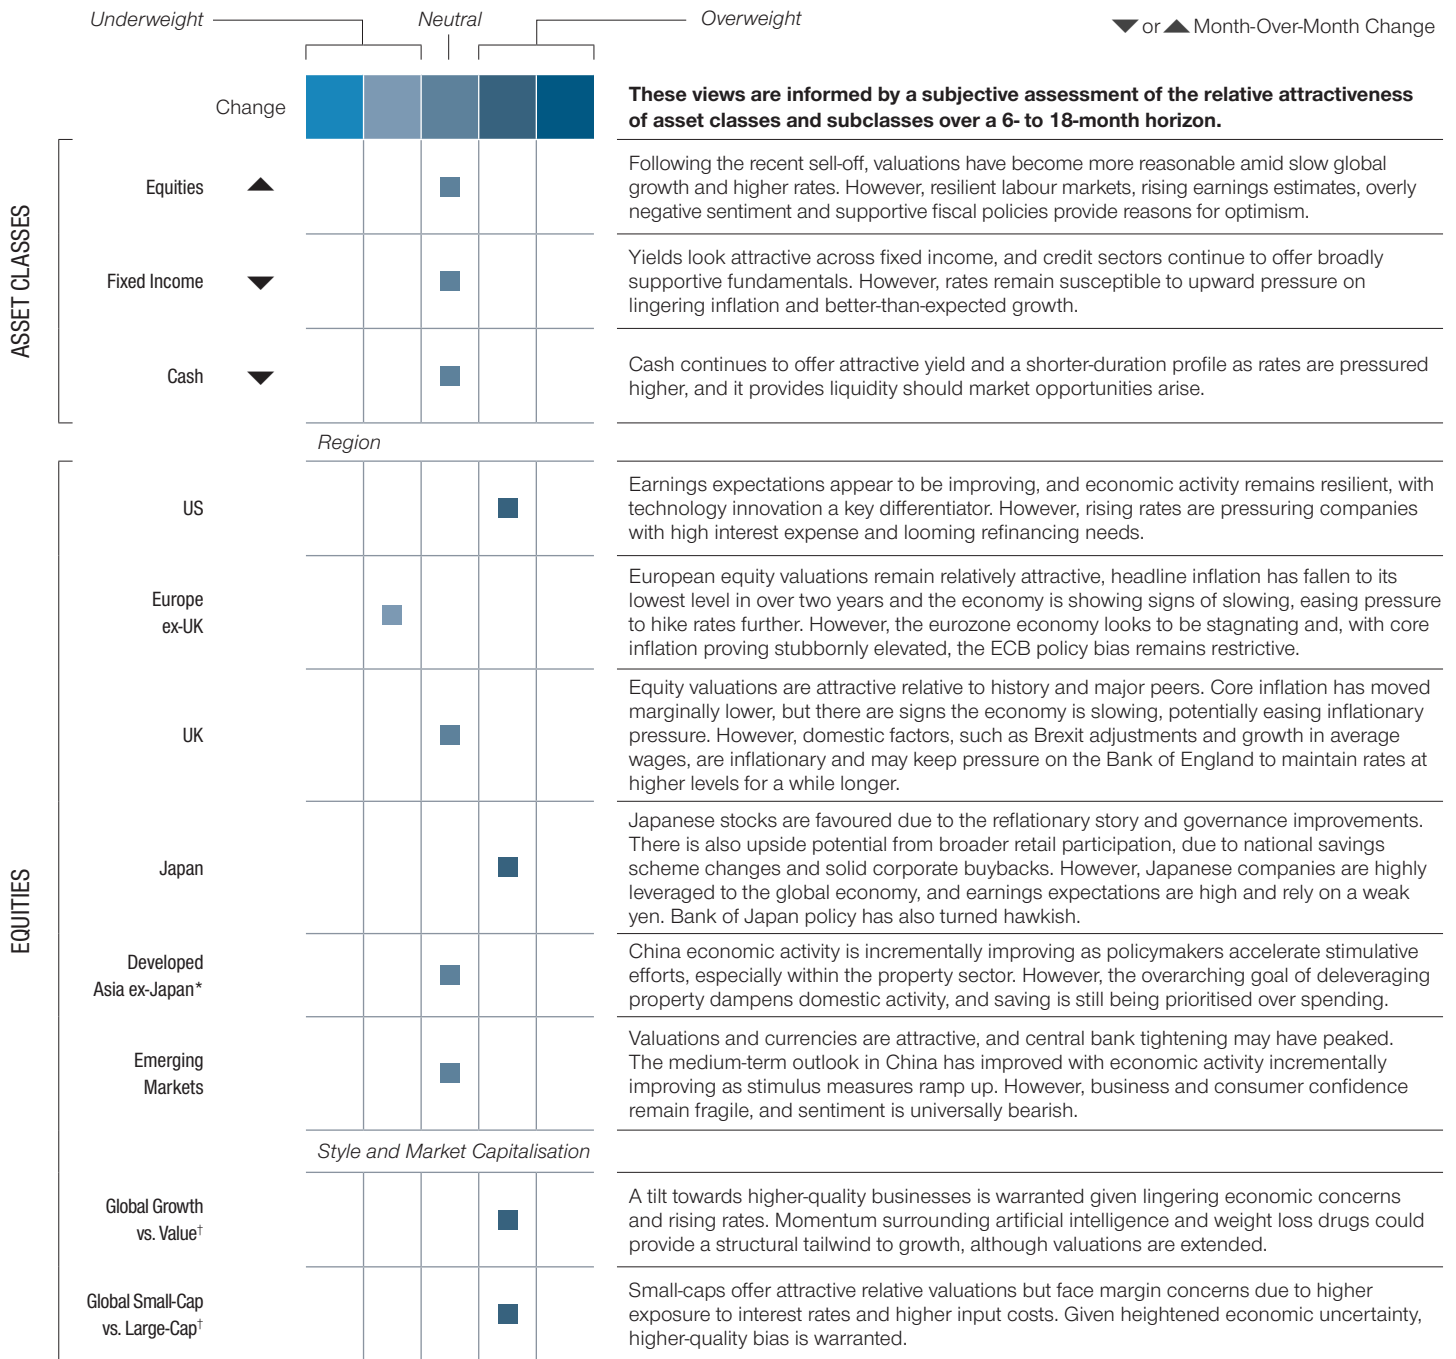 Underweight
Neutral
Overweight
▼ or ▲ Month-Over-Month Change
Change
These views are informed by a subjective assessment of the relative attractiveness
of asset classes and subclasses over a 6- to 18-month horizon.
ASSET CLASSES
Equities ▲
Following the recent sell-off, valuations have become more reasonable amid slow global
growth and higher rates. However, resilient labour markets, rising earnings estimates, overly
negative sentiment and supportive fiscal policies provide reasons for optimism.
Fixed Income ▼
Yields look attractive across fixed income, and credit sectors continue to offer broadly
supportive fundamentals. However, rates remain susceptible to upward pressure on
lingering inflation and better-than-expected growth.
Cash ▼
Cash continues to offer attractive yield and a shorter-duration profile as rates are pressured
higher, and it provides liquidity should market opportunities arise.
Region
EQUITIES
US
Earnings expectations appear to be improving, and economic activity remains resilient, with
technology innovation a key differentiator. However, rising rates are pressuring companies
with high interest expense and looming refinancing needs.
Europe
ex-UK
European equity valuations remain relatively attractive, headline inflation has fallen to its
lowest level in over two years and the economy is showing signs of slowing, easing pressure
to hike rates further. However, the eurozone economy looks to be stagnating and, with core
inflation proving stubbornly elevated, the ECB policy bias remains restrictive.
UK
Equity valuations are attractive relative to history and major peers. Core inflation has moved
marginally lower, but there are signs the economy is slowing, potentially easing inflationary
pressure. However, domestic factors, such as Brexit adjustments and growth in average
wages, are inflationary and may keep pressure on the Bank of England to maintain rates at
higher levels for a while longer.
Japan
Japanese stocks are favoured due to the reflationary story and governance improvements.
There is also upside potential from broader retail participation, due to national savings
scheme changes and solid corporate buybacks. However, Japanese companies are highly
leveraged to the global economy, and earnings expectations are high and rely on a weak
yen. Bank of Japan policy has also turned hawkish.
Developed
Asia ex-Japan*
China economic activity is incrementally improving as policymakers accelerate stimulative
efforts, especially within the property sector. However, the overarching goal of deleveraging
property dampens domestic activity, and saving is still being prioritised over spending.
Emerging
Markets
Valuations and currencies are attractive, and central bank tightening may have peaked.
The medium-term outlook in China has improved with economic activity incrementally
improving as stimulus measures ramp up. However, business and consumer confidence
remain fragile, and sentiment is universally bearish.
Style and Market Capitalisation
Global Growth
vs. Value†
A tilt towards higher-quality businesses is warranted given lingering economic concerns
and rising rates. Momentum surrounding artificial intelligence and weight loss drugs could
provide a structural tailwind to growth, although valuations are extended.
Global Small-Cap
vs. Large-Cap†
Small-caps offer attractive relative valuations but face margin concerns due to higher
exposure to interest rates and higher input costs. Given heightened economic uncertainty,
higher-quality bias is warranted.